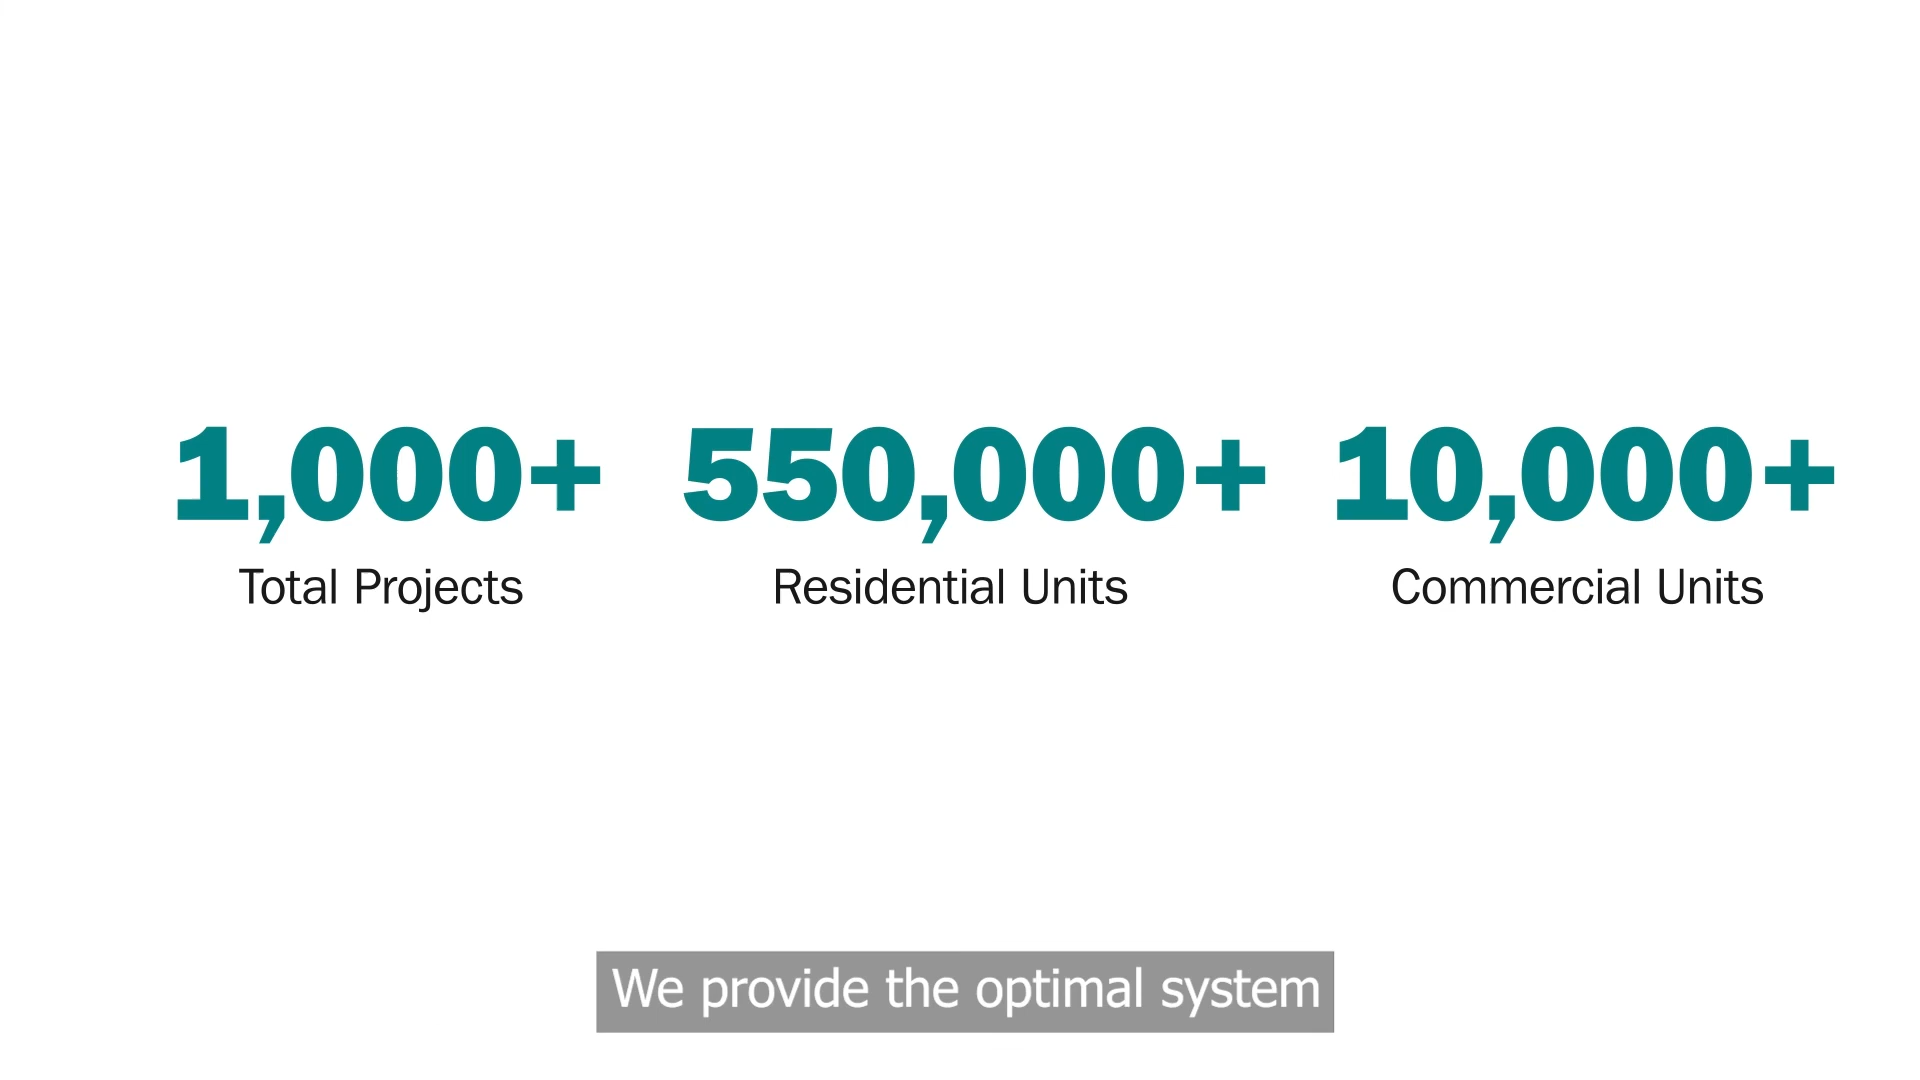 1,000+ 550,000+ 10,000+
Total Projects Residential Units Commercial Units
We provide the optimal system